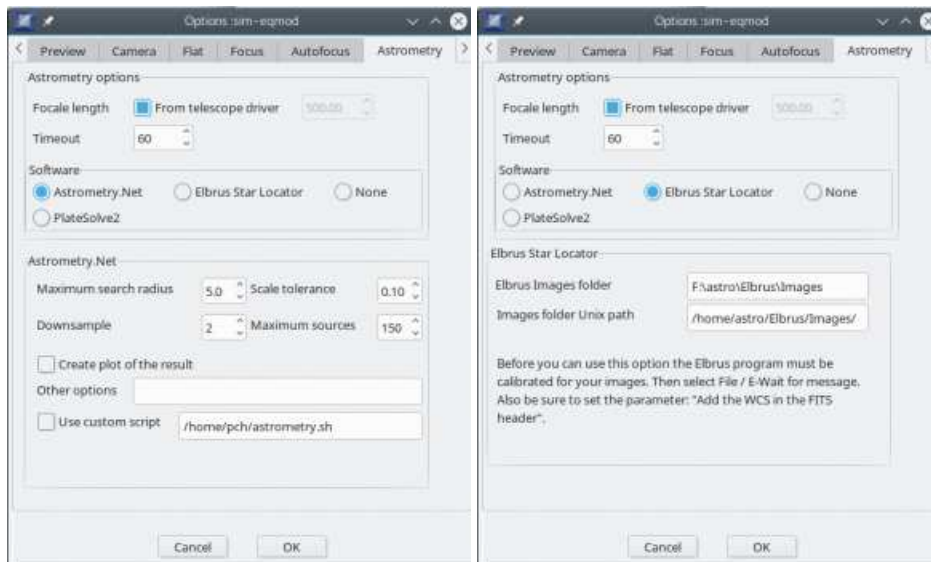 Options :sim-eqmod
Preview Camera Flat Focus Autofocus Astrometry
Astrometry options
Focale length From telescope driver 500.00
Timeout 60
Software
Astrometry.Net Elbrus Star Locator None
PlateSolve2
Astrometry.Net
Maximum search radius 5.0 Scale tolerance 0.10
Downsample 2 Maximum sources 150
Create plot of the result
Other options
Use custom script /home/pch/astrometry.sh
Cancel OK
Options :sim-eqmod
Preview Camera Flat Focus Autofocus Astrometry
Astrometry options
Focale length From telescope driver 500.00
Timeout 60
Software
Astrometry.Net Elbrus Star Locator None
PlateSolve2
Elbrus Star Locator
Elbrus Images folder F:\astro\Elbrus\Images
Images folder Unix path /home/astro/Elbrus/Images/
Before you can use this option the Elbrus program must be
calibrated for your images. Then select File / E-Wait for message.
Also be sure to set the parameter: "Add the WCS in the FITS
header".
Cancel OK